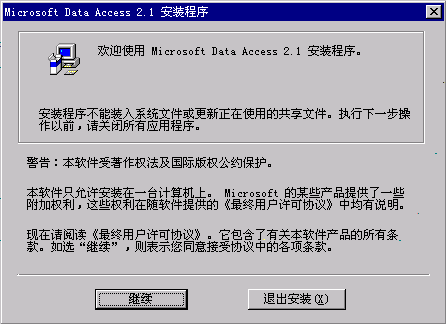 Microsoft Data Access 2.1 安装程序
欢迎使用 Microsoft Data Access 2.1 安装程序。
安装程序不能装入系统文件或更新正在使用的共享文件。执行下一步操
作以前,请关闭所有应用程序。
警告:本软件受著作权法及国际版权公约保护。
本软件只允许安装在一台计算机上。 Microsoft 的某些产品提供了一些
附加权利,这些权利在随软件提供的《最终用户许可协议》中均有说明。
现在请阅读《最终用户许可协议》。它包含了有关本软件产品的所有条
款。如选“继续”,则表示您同意接受协议中的各项条款。
继续
退出安装(X)